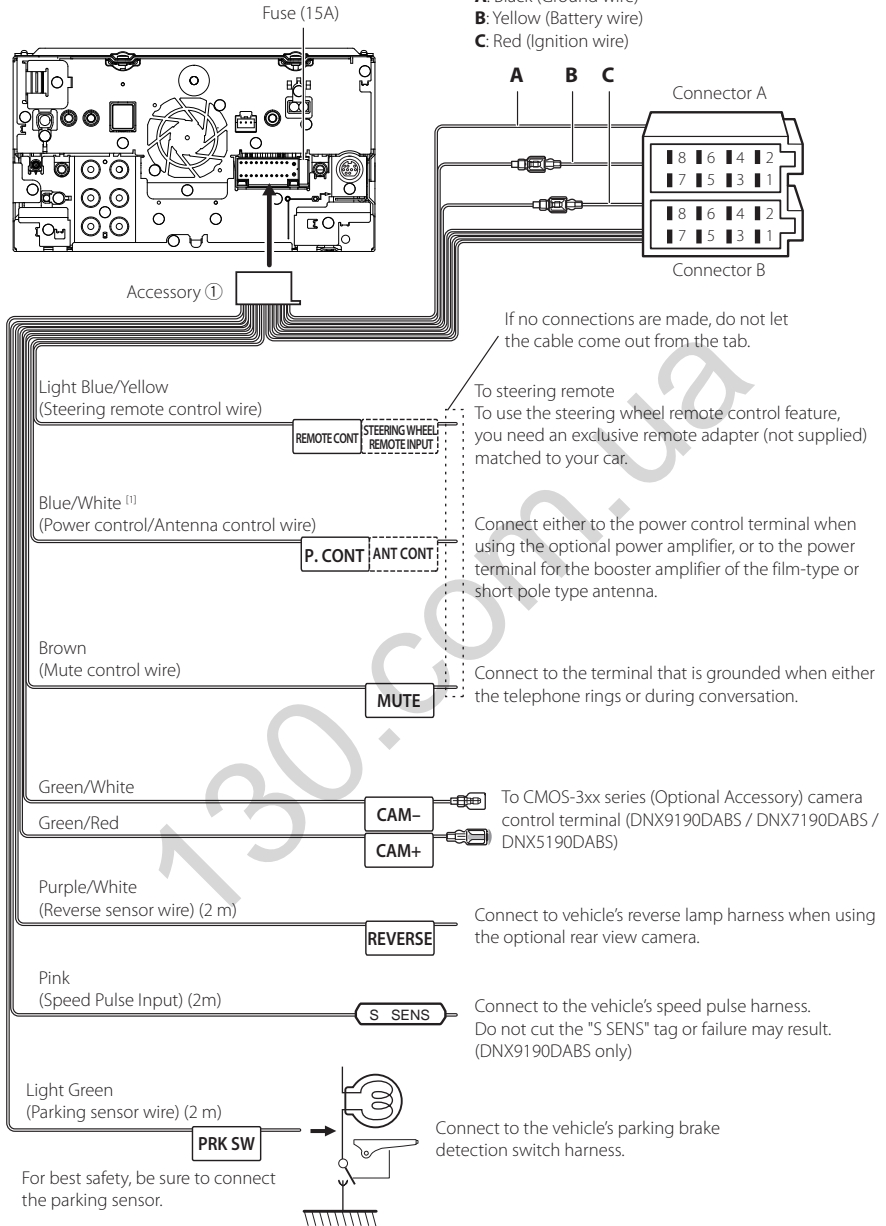 Fuse (15A)
A: Black (Ground wire)
B: Yellow (Battery wire)
C: Red (Ignition wire)
A B C
Connector A
8 6 4 2
7 5 3 1
8 6 4 2
7 5 3 1
Connector B
Accessory ①
If no connections are made, do not let
the cable come out from the tab.
Light Blue/Yellow
(Steering remote control wire)
REMOTE CONT
STEERING WHEEL
REMOTE INPUT
To steering remote
To use the steering wheel remote control feature,
you need an exclusive remote adapter (not supplied)
matched to your car.
Blue/White [1]
(Power control/Antenna control wire)
P. CONT ANT CONT
Connect either to the power control terminal when
using the optional power amplifier, or to the power
terminal for the booster amplifier of the film-type or
short pole type antenna.
Brown
(Mute control wire)
MUTE
Connect to the terminal that is grounded when either
the telephone rings or during conversation.
Green/White
CAM–
Green/Red
CAM+
To CMOS-3xx series (Optional Accessory) camera
control terminal (DNX9190DABS / DNX7190DABS /
DNX5190DABS)
Purple/White
(Reverse sensor wire) (2 m)
REVERSE
Connect to vehicle’s reverse lamp harness when using
the optional rear view camera.
Pink
(Speed Pulse Input) (2m)
S SENS
Connect to the vehicle’s speed pulse harness.
Do not cut the "S SENS" tag or failure may result.
(DNX9190DABS only)
Light Green
(Parking sensor wire) (2 m)
PRK SW
Connect to the vehicle’s parking brake
detection switch harness.
For best safety, be sure to connect
the parking sensor.
130.com.ua